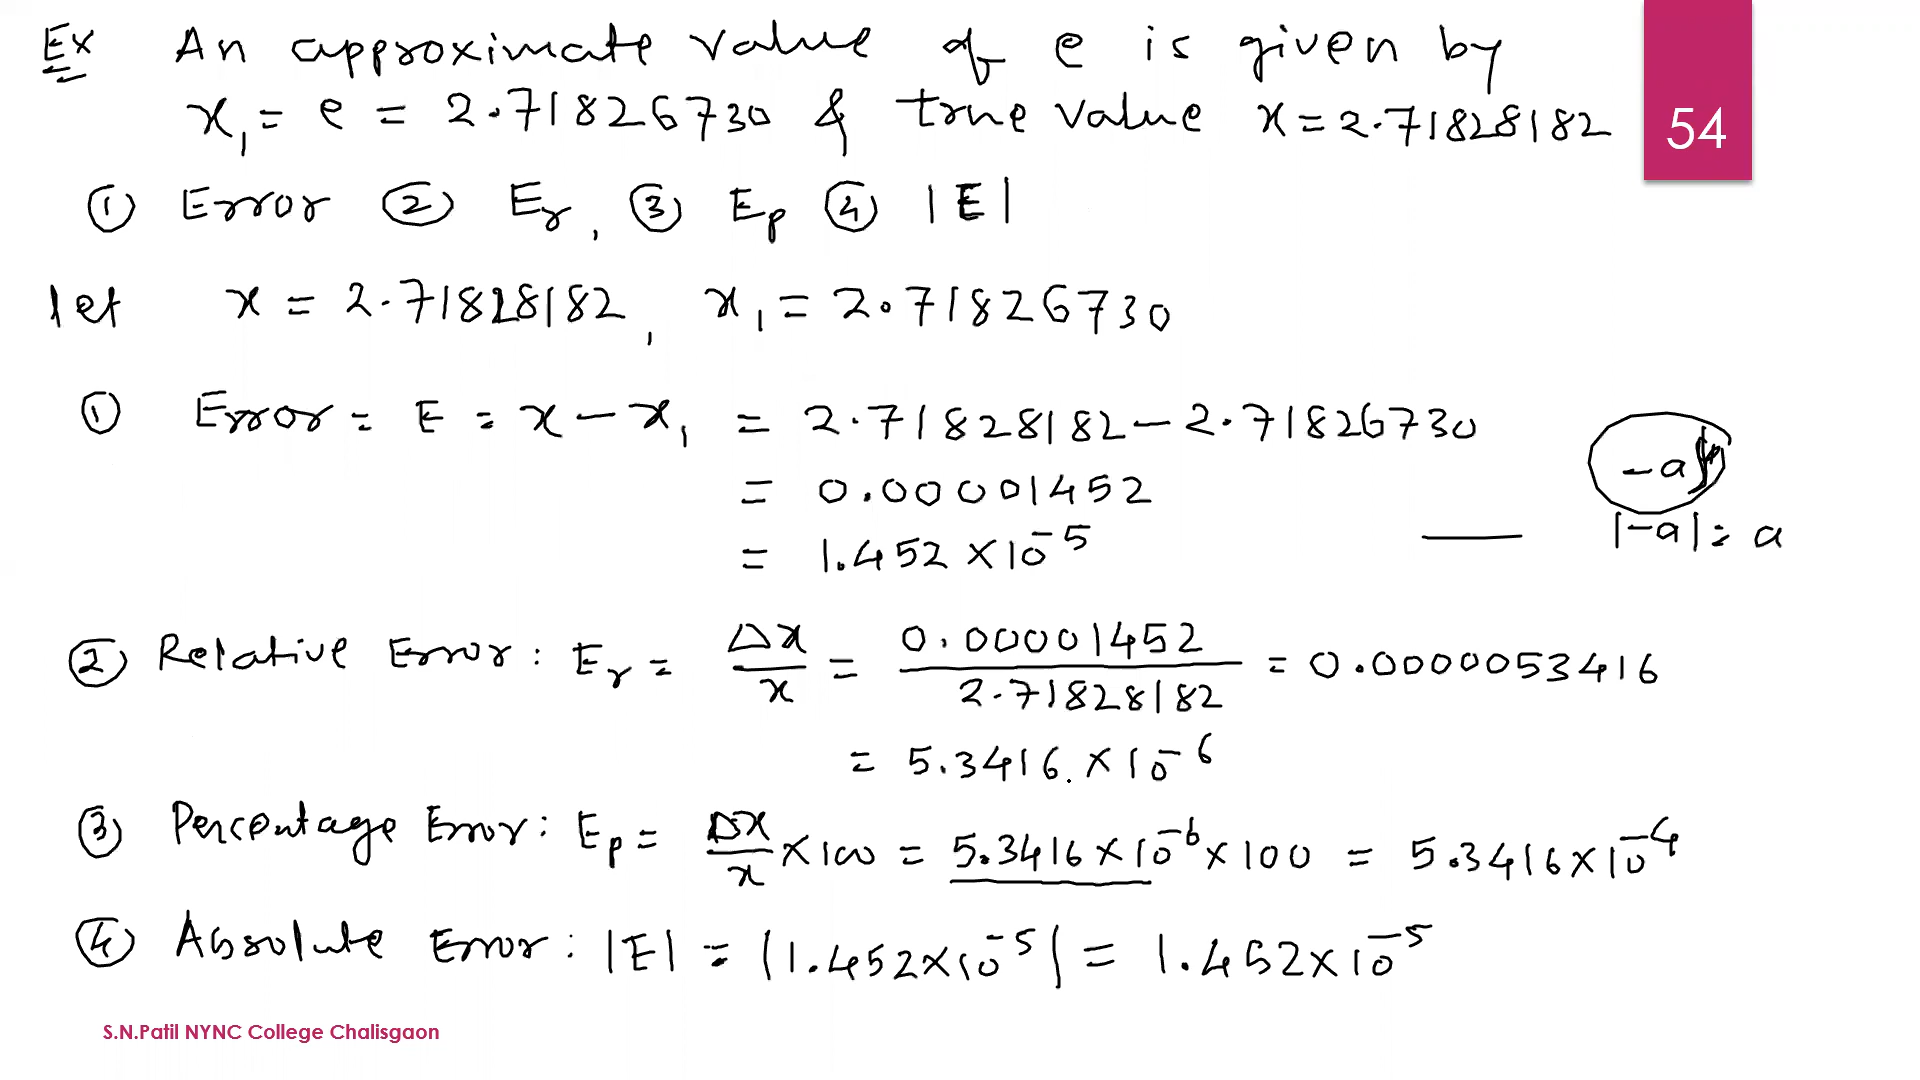 Ex An approximate value of e is given by
x₁ = e = 2.71826730 & true value x = 2.71828182
54
① Error ② Eᵣ, ③ Eₚ ④ |E|
let x = 2.71828182, x₁ = 2.71826730
① Error = E = x − x₁ = 2.71828182 − 2.71826730
= 0.00001452
= 1.452 × 10⁻⁵
−a
|−a| = a
② Relative Error : Eᵣ = Δx/x = 0.00001452/2.71828182 = 0.0000053416
= 5.3416 × 10⁻⁶
③ Percentage Error : Eₚ = Δx/x × 100 = 5.3416 × 10⁻⁶ × 100 = 5.3416 × 10⁻⁴
④ Absolute Error : |E| = |1.452 × 10⁻⁵| = 1.452 × 10⁻⁵
S.N.Patil NYNC College Chalisgaon